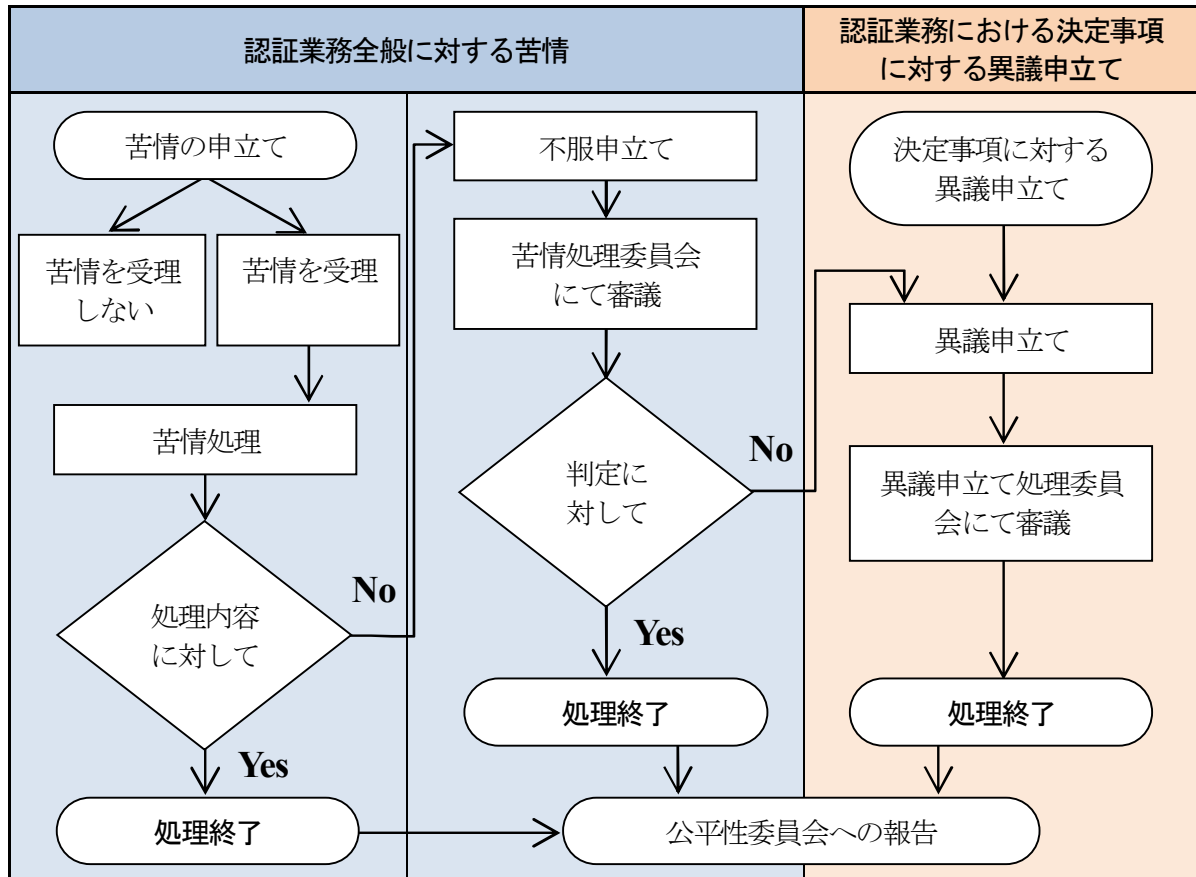 認証業務全般に対する苦情
認証業務における決定事項
に対する異議申立て
苦情の申立て
苦情を受理
しない
苦情を受理
苦情処理
処理内容
に対して
No
Yes
処理終了
不服申立て
苦情処理委員会
にて審議
判定に
対して
No
Yes
処理終了
決定事項に対する
異議申立て
異議申立て
異議申立て処理委員
会にて審議
処理終了
公平性委員会への報告